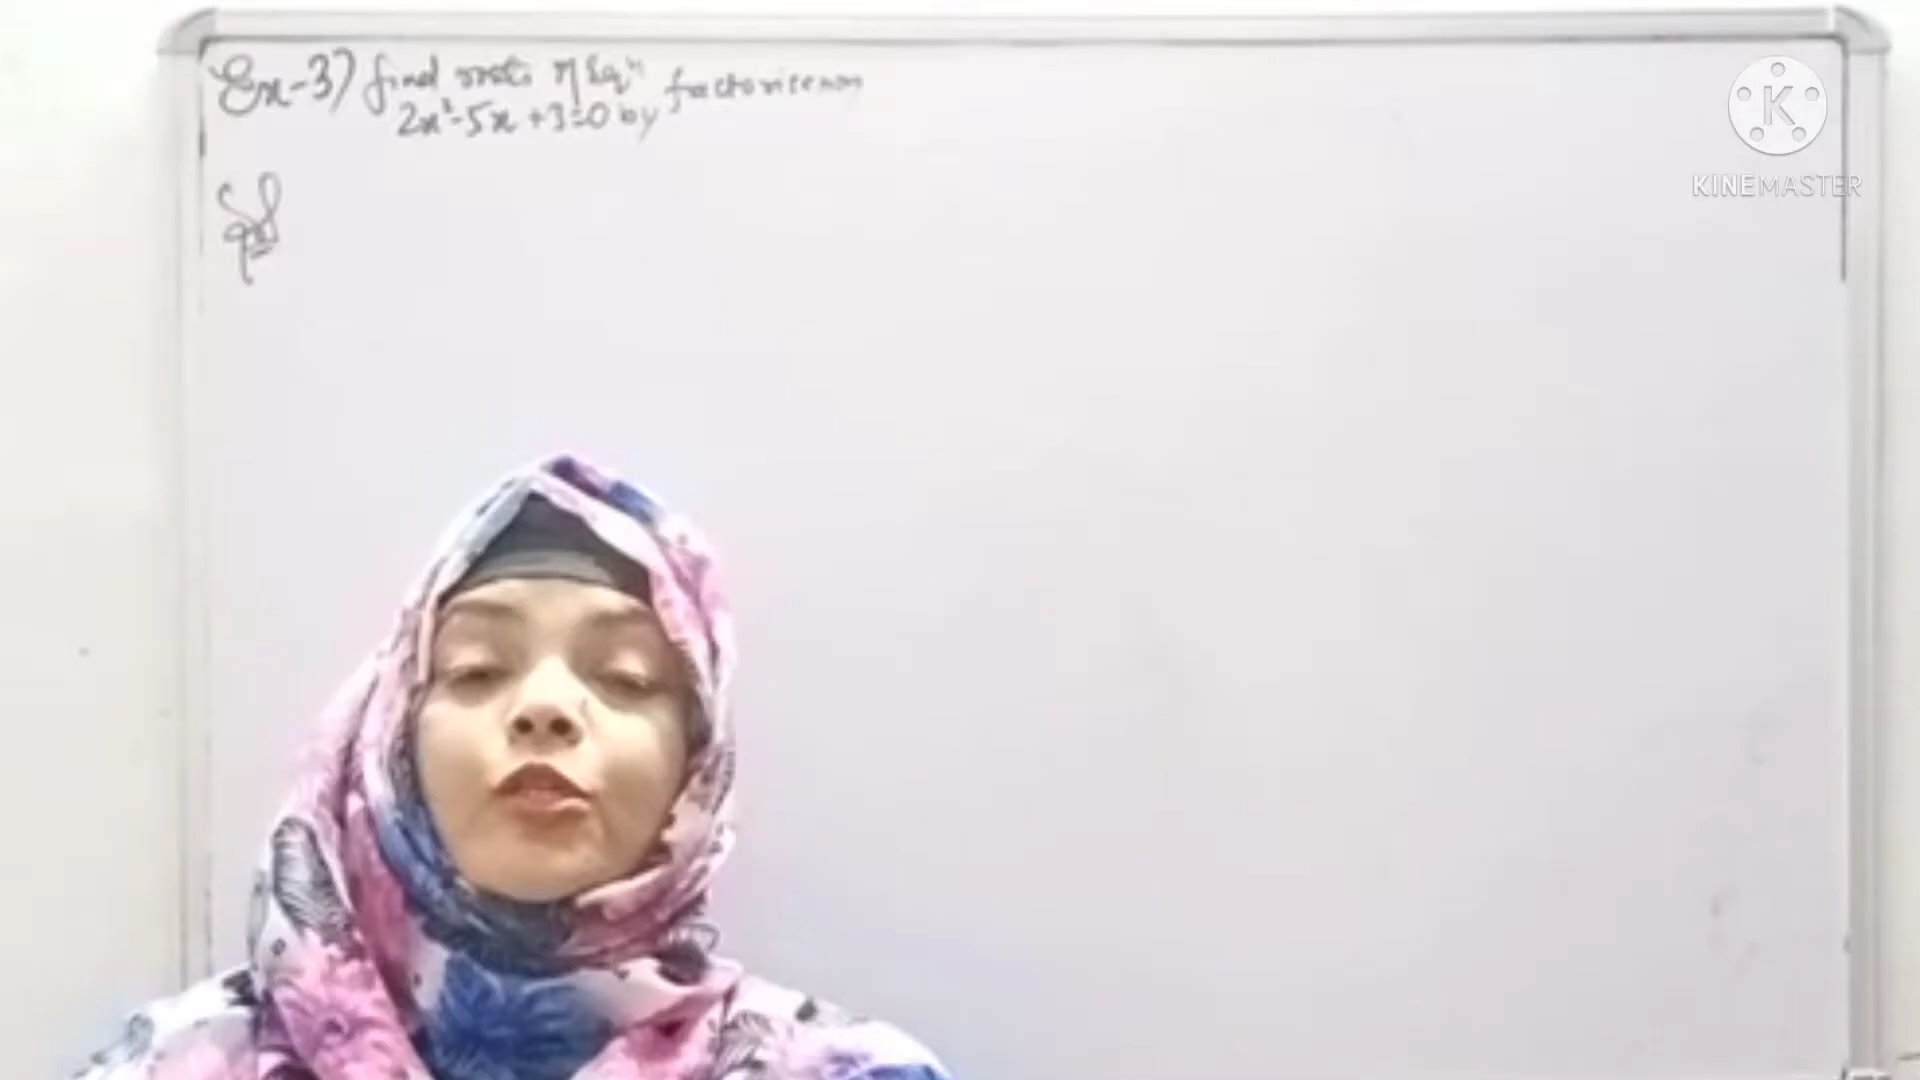 Ex-3) find roots of Eqⁿ factorisation
2x²-5x+3=0 by
Sol
K
KINEMASTER